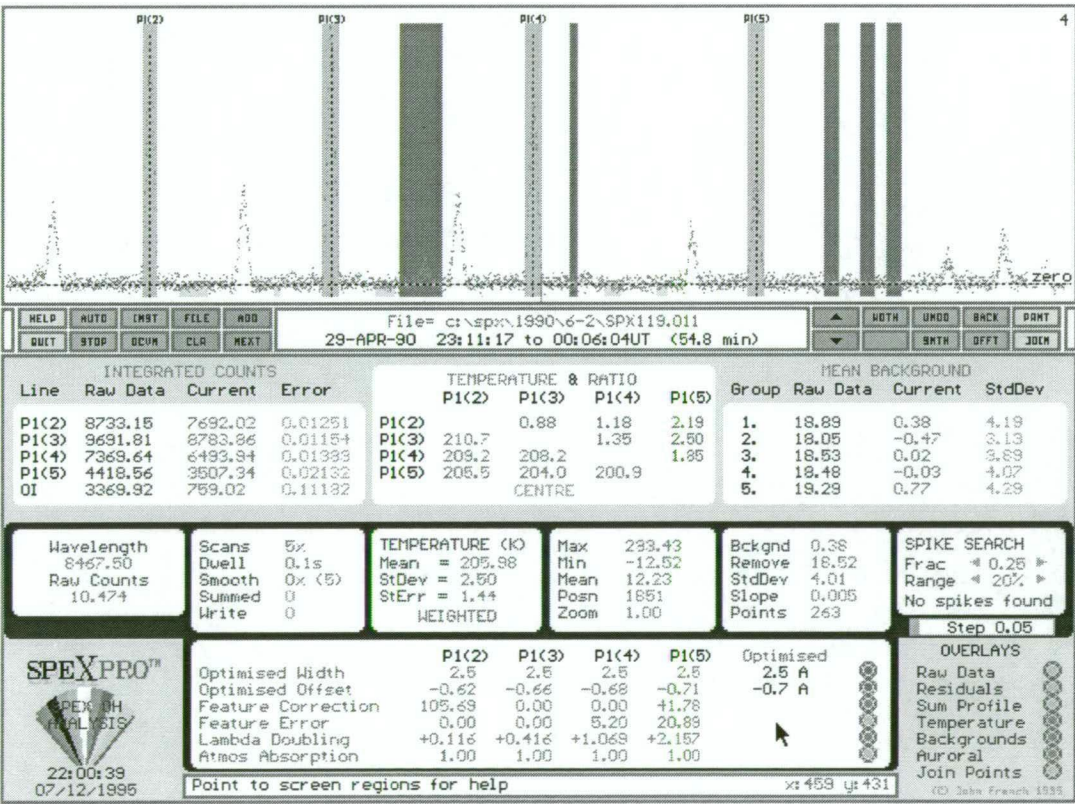 P1(2) P1(3) P1(4) P1(5) 4
zero
HELP AUTO INST FILE ADD
QUIT STOP DCUM CLR NEXT
File= c:\spx\1990\6-2\SPX119.011
29-APR-90 23:11:17 to 00:06:04UT (54.8 min)
WDTH UNDO BACK PRNT
SMTH OFFT JOIN
INTEGRATED COUNTS
Line Raw Data Current Error
P1(2) 8733.15 7692.02 0.01251
P1(3) 9691.81 8783.86 0.01154
P1(4) 7369.64 6493.94 0.01383
P1(5) 4418.56 3507.34 0.02132
OI 3369.92 759.02 0.11182
TEMPERATURE & RATIO
P1(2) P1(3) P1(4) P1(5)
P1(2) 0.88 1.18 2.19
P1(3) 210.7 1.35 2.50
P1(4) 209.2 208.2 1.85
P1(5) 205.5 204.0 200.9
CENTRE
MEAN BACKGROUND
Group Raw Data Current StdDev
1. 18.89 0.38 4.19
2. 18.05 -0.47 3.13
3. 18.53 0.02 3.89
4. 18.48 -0.03 4.07
5. 19.29 0.77 4.29
Wavelength
8467.50
Raw Counts
10.474
Scans 5%
Dwell 0.1s
Smooth 0% (5)
Summed 0
Write 0
TEMPERATURE (K)
Mean = 205.98
StDev = 2.50
StErr = 1.44
WEIGHTED
Max 293.43
Min -12.52
Mean 12.23
Posn 1851
Zoom 1.00
Bckgnd 0.38
Remove 18.52
StdDev 4.01
Slope 0.005
Points 263
SPIKE SEARCH
Frac 0.25
Range 20%
No spikes found
Step 0.05
SPEXPRO™
SPEX OH
ANALYSIS
22:00:39
07/12/1995
P1(2) P1(3) P1(4) P1(5) Optimised
Optimised Width 2.5 2.5 2.5 2.5 2.5 A
Optimised Offset -0.62 -0.66 -0.68 -0.71 -0.7 A
Feature Correction 105.69 0.00 0.00 41.78
Feature Error 0.00 0.00 5.20 20.89
Lambda Doubling +0.116 +0.416 +1.069 +2.157
Atmos Absorption 1.00 1.00 1.00 1.00
Point to screen regions for help x:459 y:431
OVERLAYS
Raw Data
Residuals
Sum Profile
Temperature
Backgrounds
Auroral
Join Points
(C) John French 1995